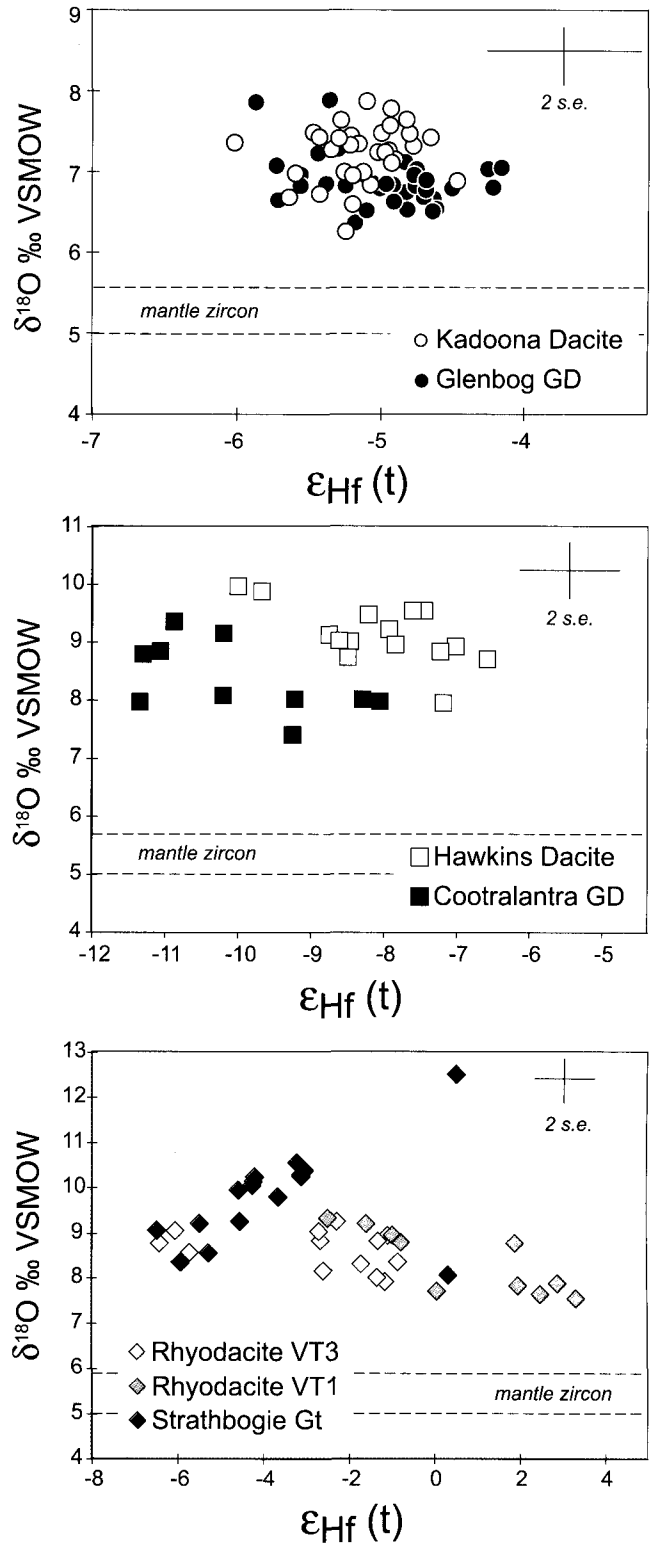 9
8
7
6
5
4
δ¹⁸O ‰ VSMOW
2 s.e.
mantle zircon
Kadoona Dacite
Glenbog GD
-7 -6 -5 -4
εHf (t)
11
10
9
8
7
6
5
4
δ¹⁸O ‰ VSMOW
2 s.e.
mantle zircon
Hawkins Dacite
Cootralantra GD
-12 -11 -10 -9 -8 -7 -6 -5
εHf (t)
13
12
11
10
9
8
7
6
5
4
δ¹⁸O ‰ VSMOW
2 s.e.
Rhyodacite VT3
Rhyodacite VT1
mantle zircon
Strathbogie Gt
-8 -6 -4 -2 0 2 4
εHf (t)